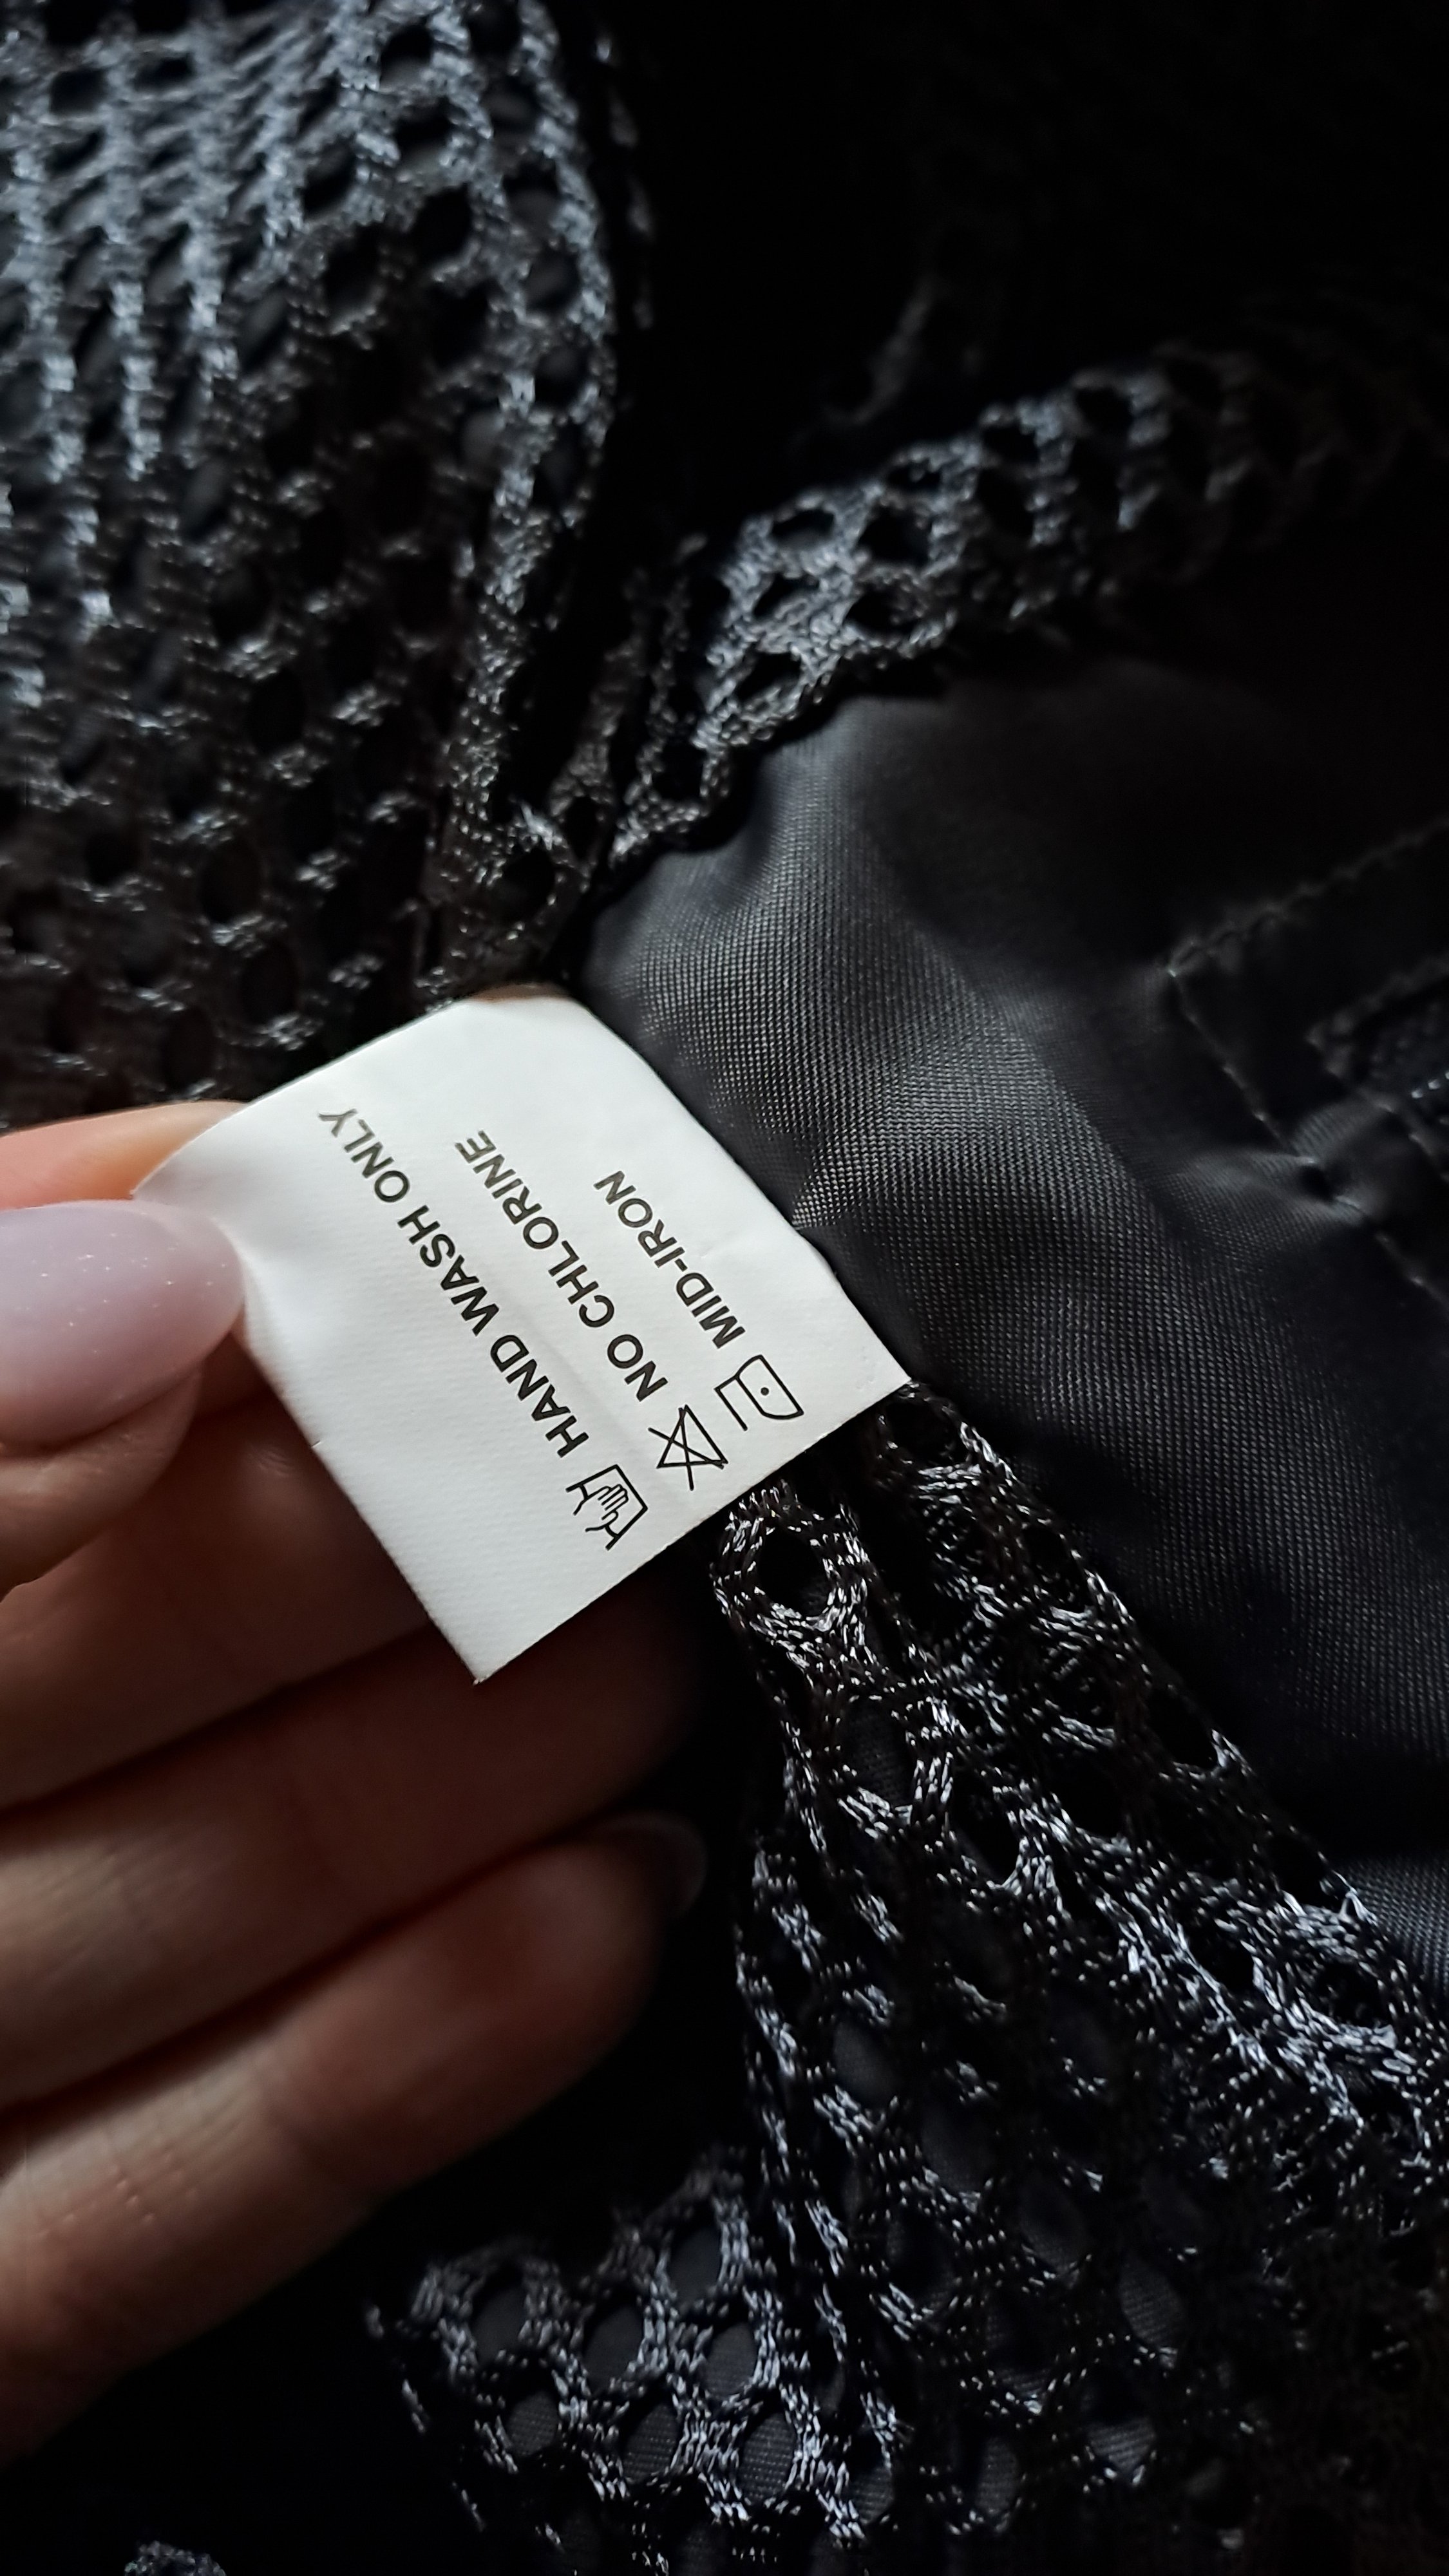 HAND WASH ONLY
NO CHLORINE
MID-IRON